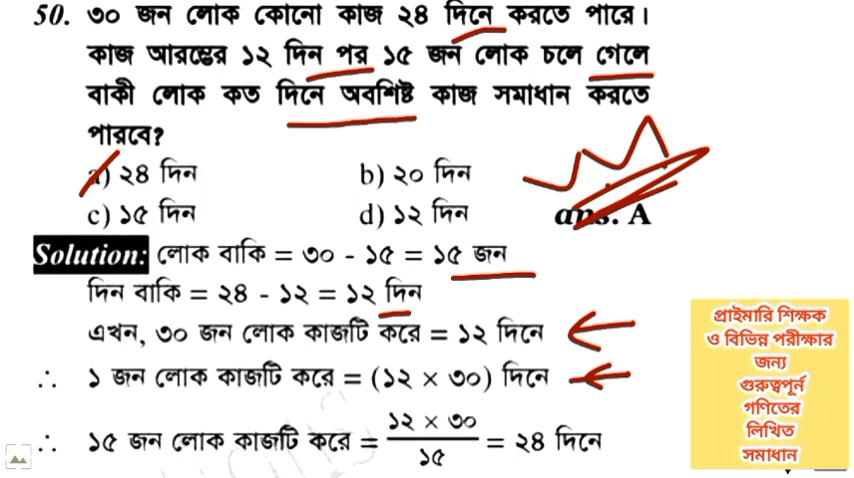 50. ৩০ জন লোক কোনো কাজ ২৪ দিনে করতে পারে।
কাজ আরম্ভের ১২ দিন পর ১৫ জন লোক চলে গেলে
বাকী লোক কত দিনে অবশিষ্ট কাজ সমাধান করতে
পারবে?
a) ২৪ দিন b) ২০ দিন
c) ১৫ দিন d) ১২ দিন ans. A
Solution: লোক বাকি = ৩০ - ১৫ = ১৫ জন
দিন বাকি = ২৪ - ১২ = ১২ দিন
এখন, ৩০ জন লোক কাজটি করে = ১২ দিনে
∴ ১ জন লোক কাজটি করে = (১২ × ৩০) দিনে
∴ ১৫ জন লোক কাজটি করে = ১২ × ৩০ / ১৫ = ২৪ দিনে
প্রাইমারি শিক্ষক
ও বিভিন্ন পরীক্ষার
জন্য
গুরুত্বপূর্ন
গণিতের
লিখিত
সমাধান